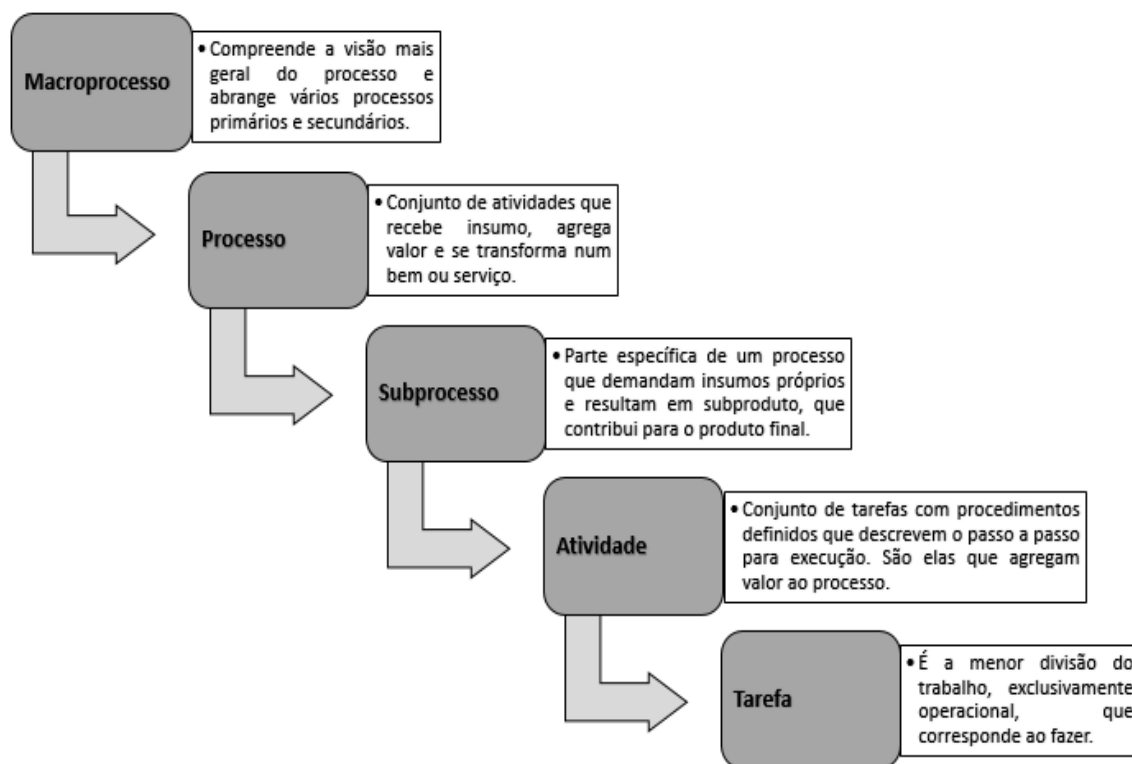 Macroprocesso
• Compreende a visão mais
geral do processo e
abrange vários processos
primários e secundários.
Processo
• Conjunto de atividades que
recebe insumo, agrega
valor e se transforma num
bem ou serviço.
Subprocesso
• Parte específica de um processo
que demandam insumos próprios
e resultam em subproduto, que
contribui para o produto final.
Atividade
• Conjunto de tarefas com procedimentos
definidos que descrevem o passo a passo
para execução. São elas que agregam
valor ao processo.
Tarefa
• É a menor divisão do
trabalho, exclusivamente
operacional, que
corresponde ao fazer.